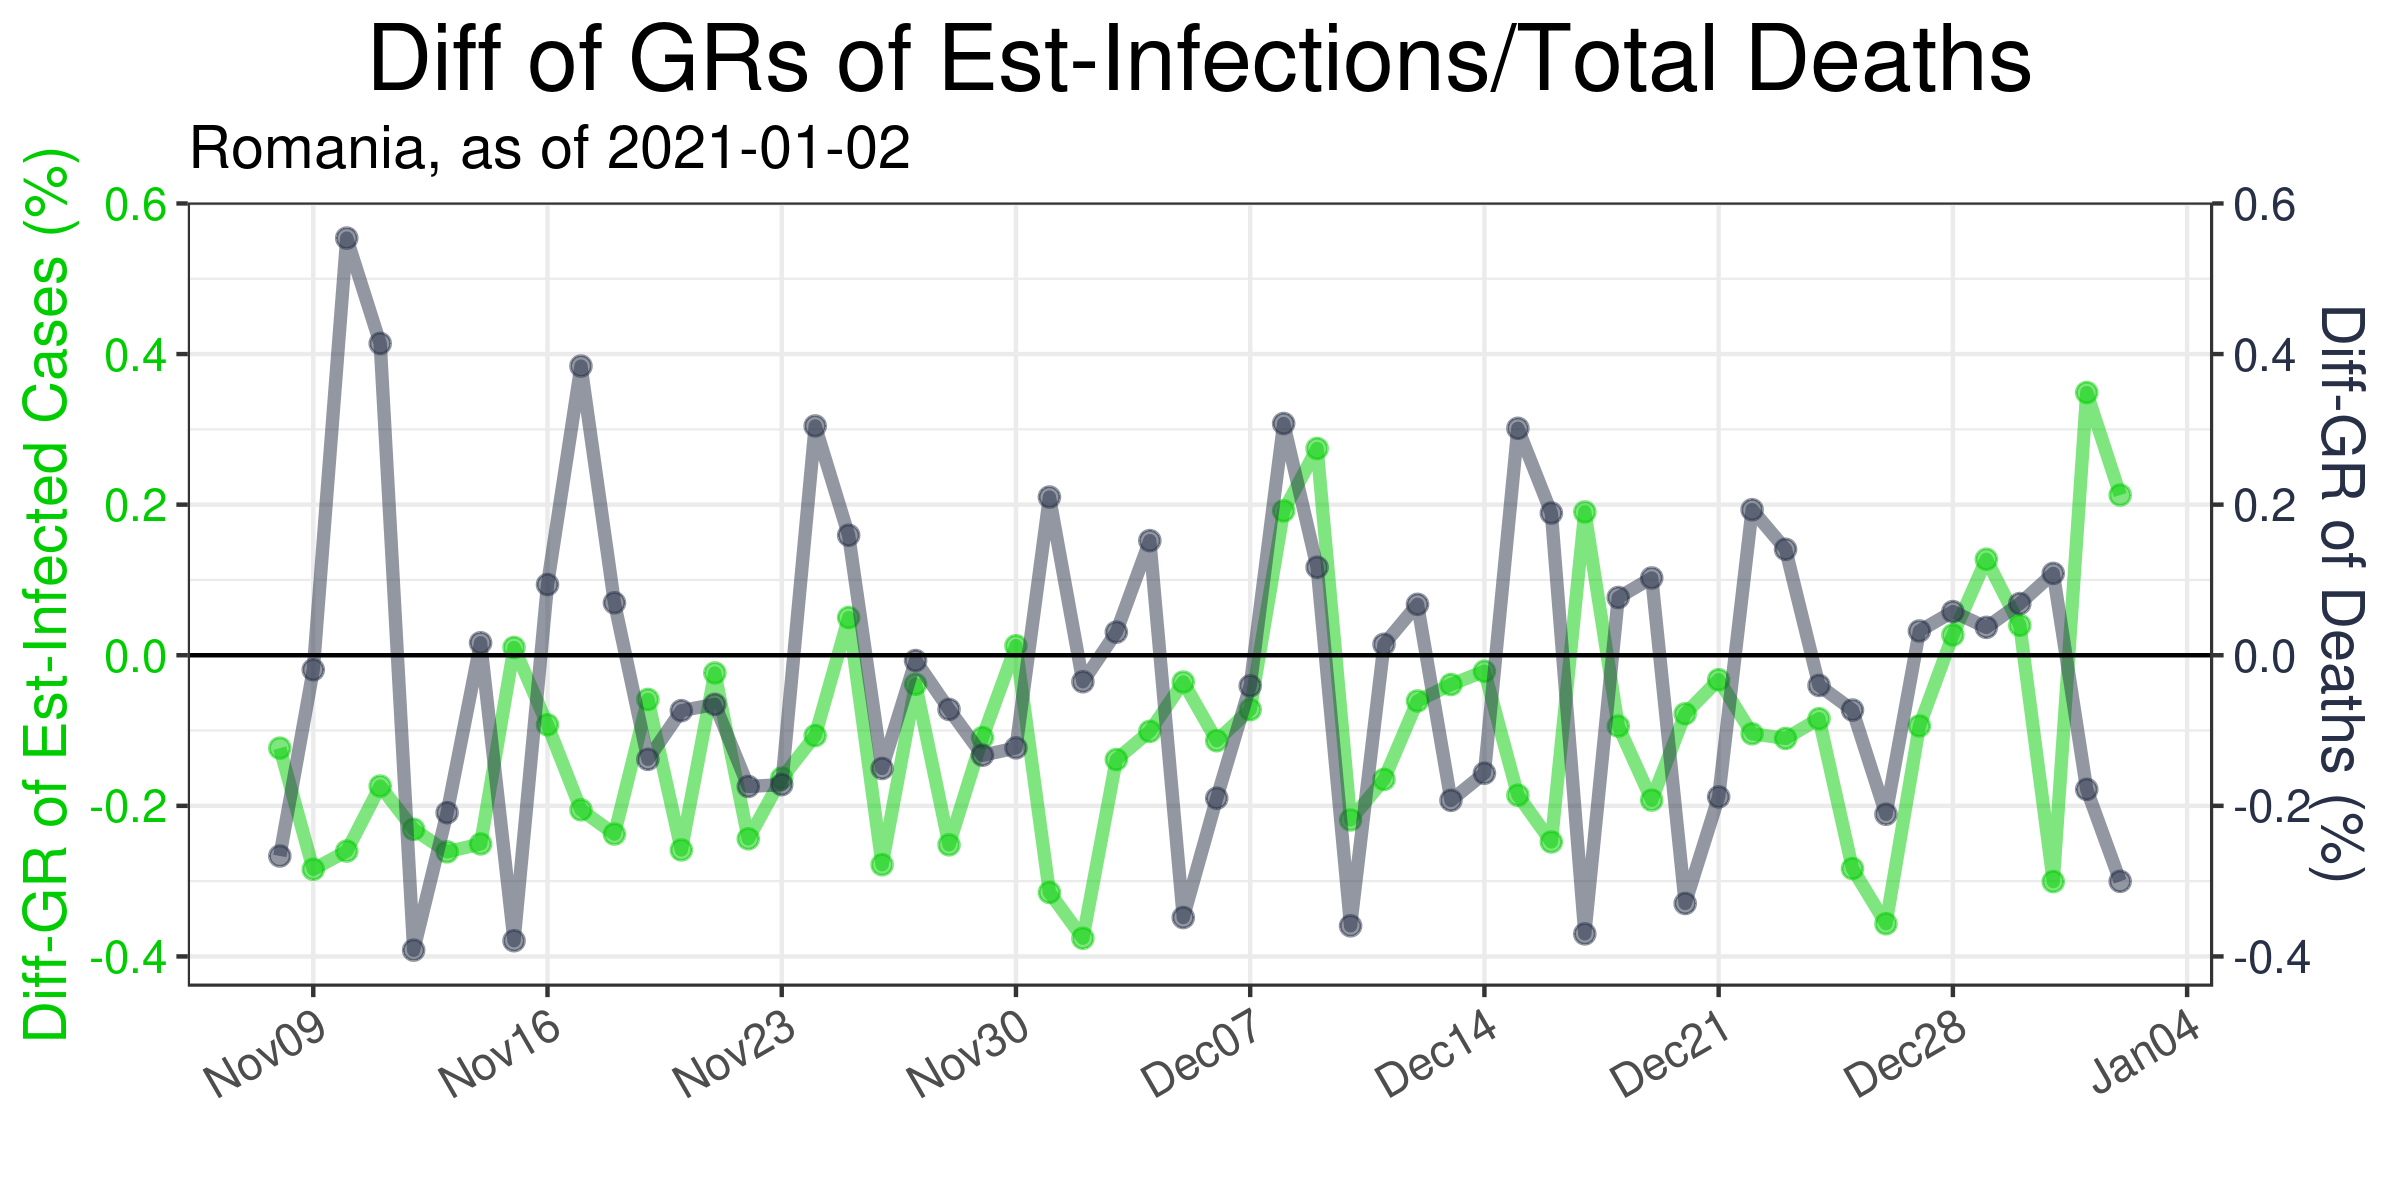 Diff of GRs of Est-Infections/Total Deaths
Romania, as of 2021-01-02
Diff-GR of Est-Infected Cases (%)
0.6
0.4
0.2
0.0
-0.2
-0.4
0.6
0.4
0.2
0.0
-0.2
-0.4
Diff-GR of Deaths (%)
Nov09 Nov16 Nov23 Nov30 Dec07 Dec14 Dec21 Dec28 Jan04